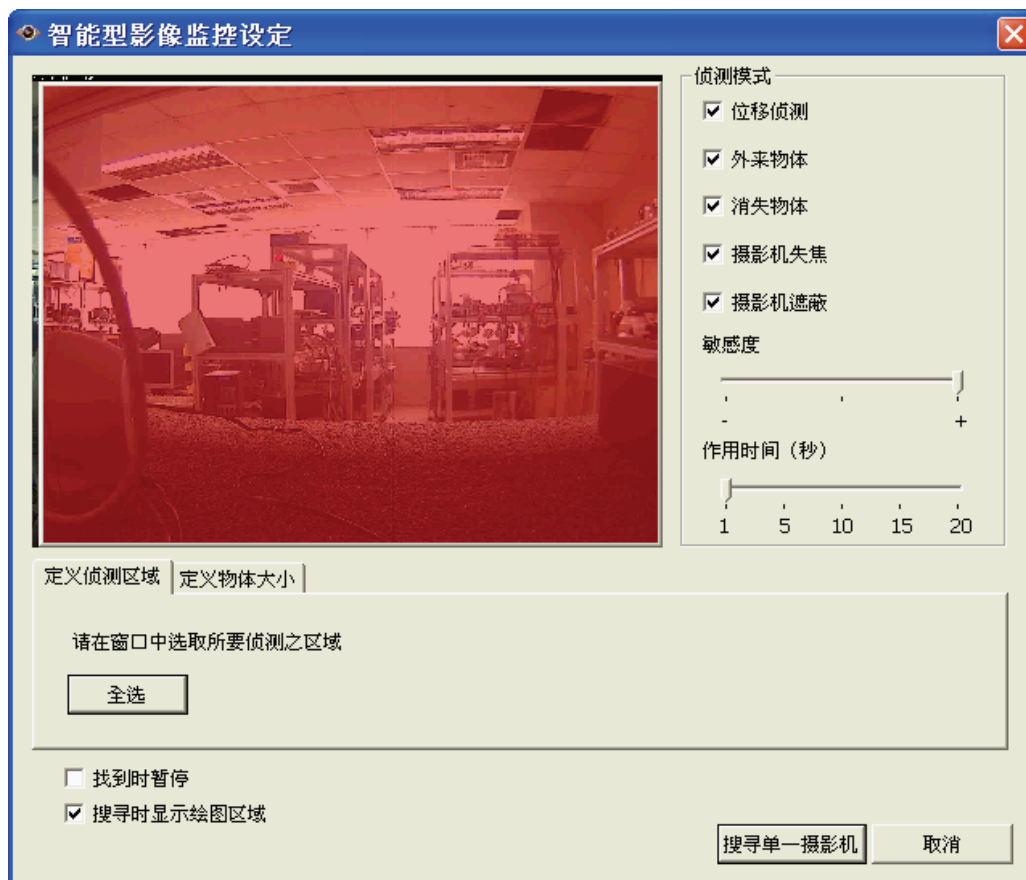 智能型影像监控设定
侦测模式
位移侦测
外来物体
消失物体
摄影机失焦
摄影机遮蔽
敏感度
- +
作用时间（秒）
1 5 10 15 20
定义侦测区域 定义物体大小
请在窗口中选取所要侦测之区域
全选
找到时暂停
搜寻时显示绘图区域
搜寻单一摄影机 取消